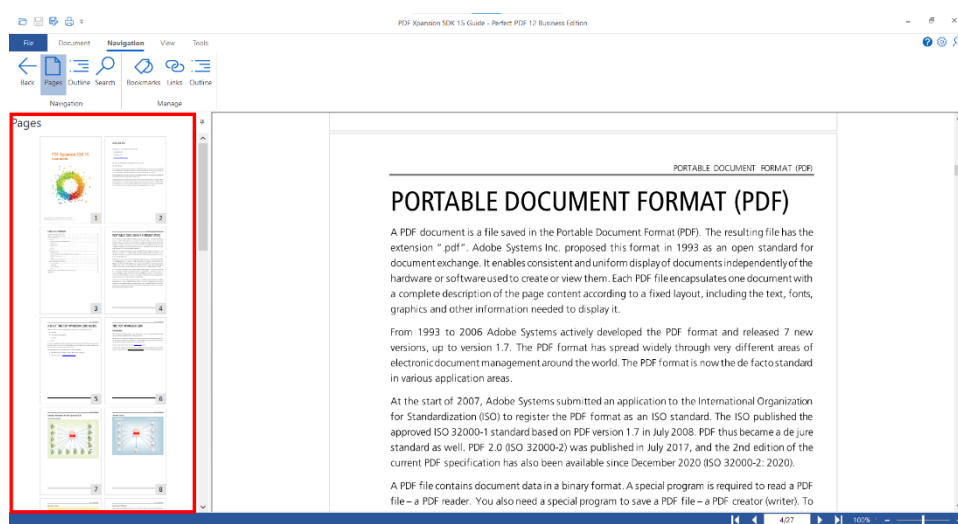 PDF Xpansion SDK 15 Guide - Perfect PDF 12 Business Edition
File Document Navigation View Tools
Back Pages Outline Search Bookmarks Links Outline
Navigation Manage
Pages
PDF Xpansion SDK 15
1
2
3
PORTABLE DOCUMENT FORMAT (PDF)
4
5
6
7
8
PORTABLE DOCUMENT FORMAT (PDF)
PORTABLE DOCUMENT FORMAT (PDF)
A PDF document is a file saved in the Portable Document Format (PDF). The resulting file has the
extension ".pdf". Adobe Systems Inc. proposed this format in 1993 as an open standard for
document exchange. It enables consistent and uniform display of documents independently of the
hardware or software used to create or view them. Each PDF file encapsulates one document with
a complete description of the page content according to a fixed layout, including the text, fonts,
graphics and other information needed to display it.
From 1993 to 2006 Adobe Systems actively developed the PDF format and released 7 new
versions, up to version 1.7. The PDF format has spread widely through very different areas of
electronic document management around the world. The PDF format is now the de facto standard
in various application areas.
At the start of 2007, Adobe Systems submitted an application to the International Organization
for Standardization (ISO) to register the PDF format as an ISO standard. The ISO published the
approved ISO 32000-1 standard based on PDF version 1.7 in July 2008. PDF thus became a de jure
standard as well. PDF 2.0 (ISO 32000-2) was published in July 2017, and the 2nd edition of the
current PDF specification has also been available since December 2020 (ISO 32000-2: 2020).
A PDF file contains document data in a binary format. A special program is required to read a PDF
file – a PDF reader. You also need a special program to save a PDF file – a PDF creator (writer). To
4/27 100%